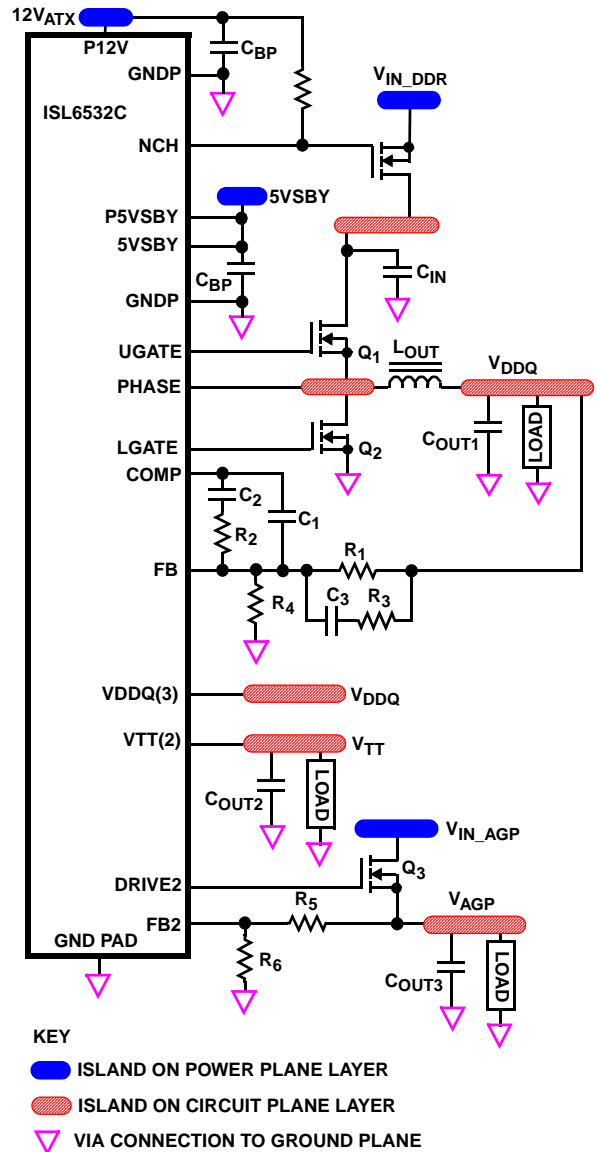 12VATX
P12V
CBP
GNDP
VIN_DDR
ISL6532C
NCH
5VSBY
P5VSBY
5VSBY
CBP
CIN
GNDP
UGATE
Q1
LOUT
VDDQ
PHASE
COUT1
LOAD
LGATE
Q2
COMP
C2
C1
R2
R1
FB
C3
R3
R4
VDDQ(3)
VDDQ
VTT(2)
VTT
COUT2
LOAD
VIN_AGP
Q3
DRIVE2
VAGP
R5
FB2
GND PAD
R6
COUT3
LOAD
KEY
ISLAND ON POWER PLANE LAYER
ISLAND ON CIRCUIT PLANE LAYER
VIA CONNECTION TO GROUND PLANE